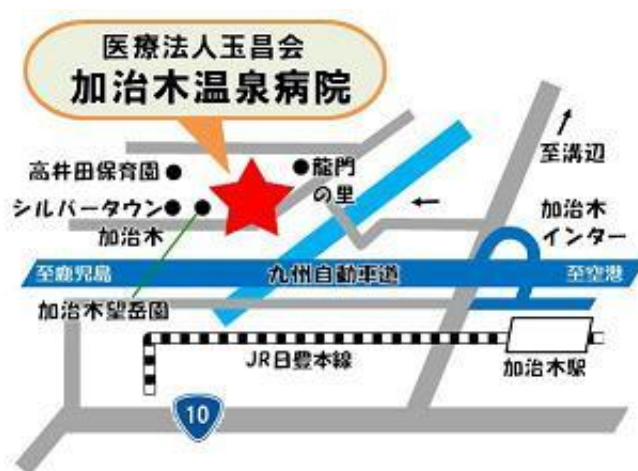 医療法人玉昌会
加治木温泉病院
高井田保育園
龍門
の里
至溝辺
シルバータウン
加治木
加治木
インター
至鹿児島
九州自動車道
至空港
加治木望岳園
JR日豊本線
加治木駅
10